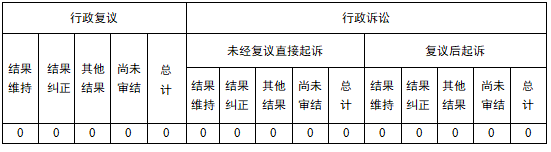 行政复议 行政诉讼
未经复议直接起诉 复议后起诉
结果维持 结果纠正 其他结果 尚未审结 总计 结果维持 结果纠正 其他结果 尚未审结 总计 结果维持 结果纠正 其他结果 尚未审结 总计
0 0 0 0 0 0 0 0 0 0 0 0 0 0 0